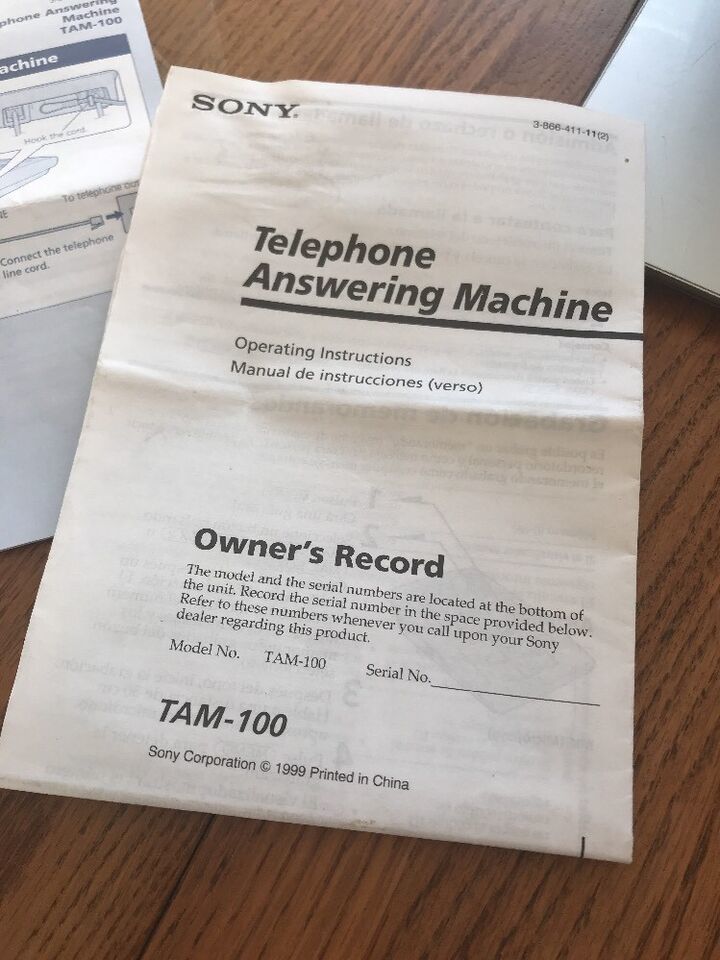 phone Answering
Machine
TAM-100
achine
Hook the cord.
To telephone
Connect the telephone
line cord.
SONY.
3-866-411-11(2)
Telephone
Answering Machine
Operating Instructions
Manual de instrucciones (verso)
Owner's Record
The model and the serial numbers are located at the bottom of
the unit. Record the serial number in the space provided below.
Refer to these numbers whenever you call upon your Sony
dealer regarding this product.
Model No. TAM-100 Serial No.
TAM-100
Sony Corporation © 1999 Printed in China